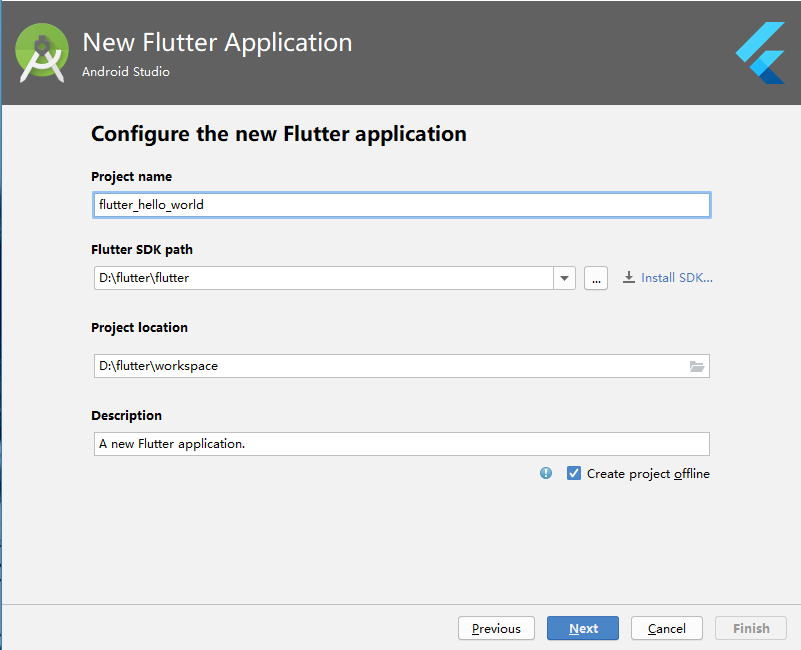 New Flutter Application
Android Studio
Configure the new Flutter application
Project name
flutter_hello_world
Flutter SDK path
D:\flutter\flutter
... Install SDK...
Project location
D:\flutter\workspace
Description
A new Flutter application.
Create project offline
Previous Next Cancel Finish